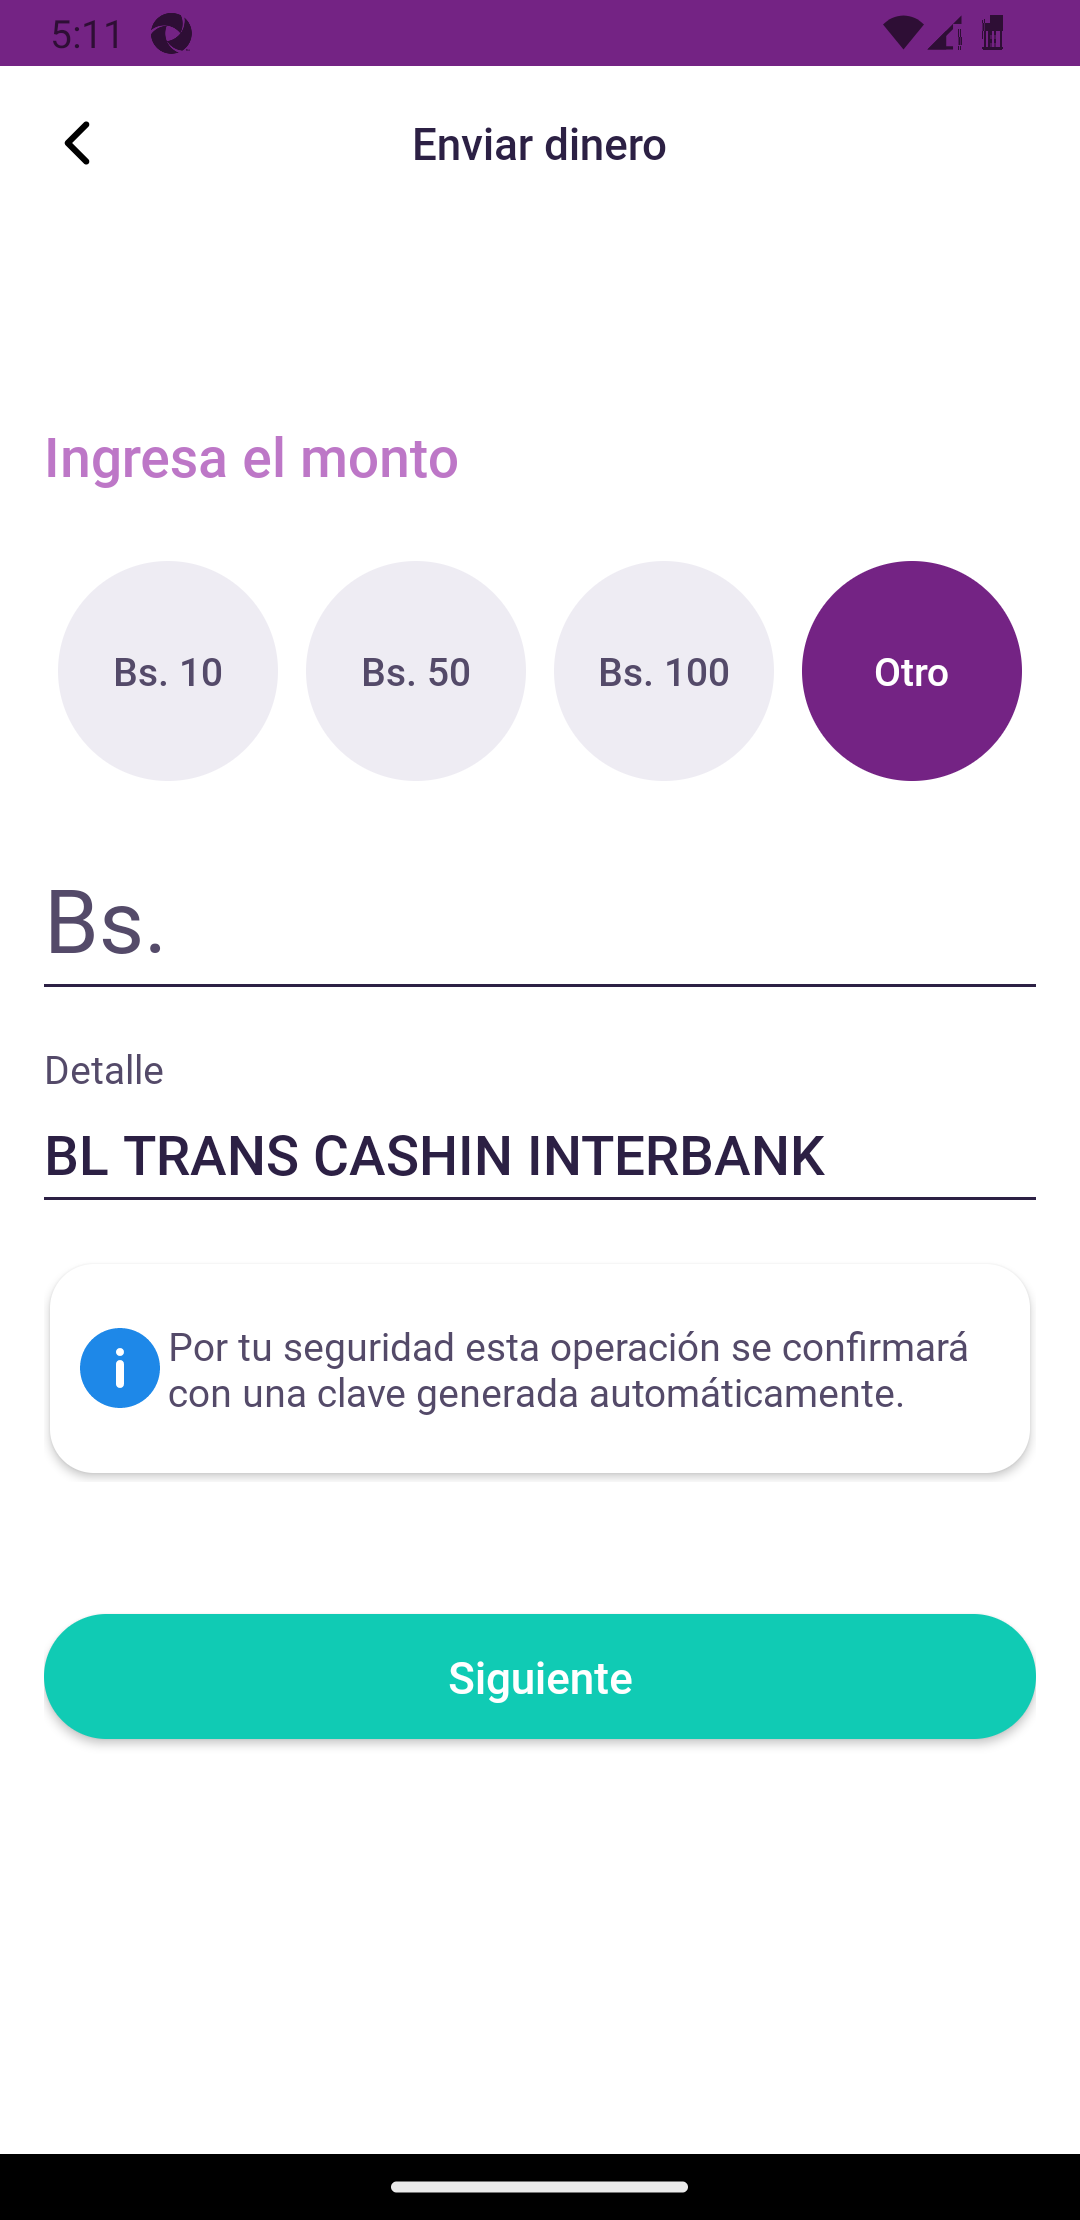 5:11
Enviar dinero
Ingresa el monto
Bs. 10
Bs. 50
Bs. 100
Otro
Bs.
Detalle
BL TRANS CASHIN INTERBANK
Por tu seguridad esta operación se confirmará
con una clave generada automáticamente.
Siguiente